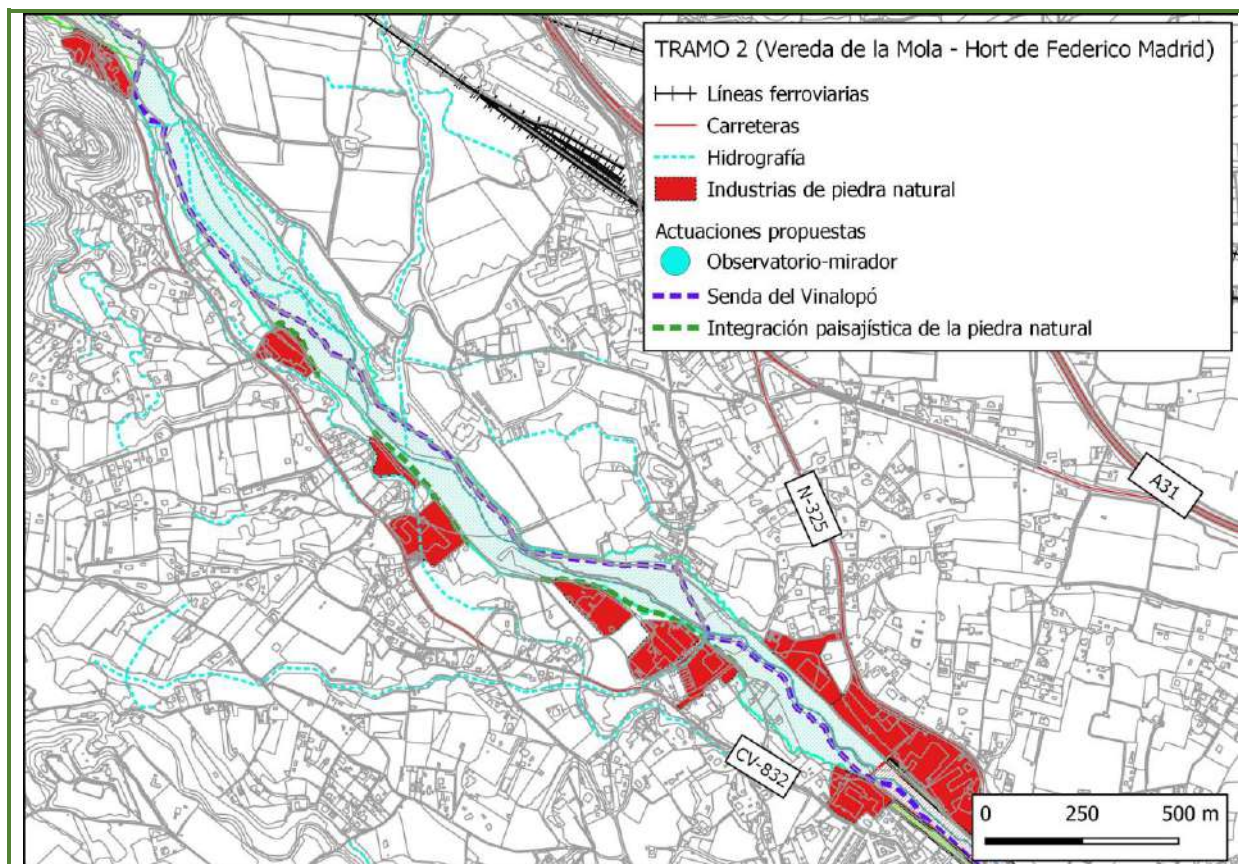 TRAMO 2 (Vereda de la Mola - Hort de Federico Madrid)
Líneas ferroviarias
Carreteras
Hidrografía
Industrias de piedra natural
Actuaciones propuestas
Observatorio-mirador
Senda del Vinalopó
Integración paisajística de la piedra natural
A31
N-325
CV-832
0 250 500 m